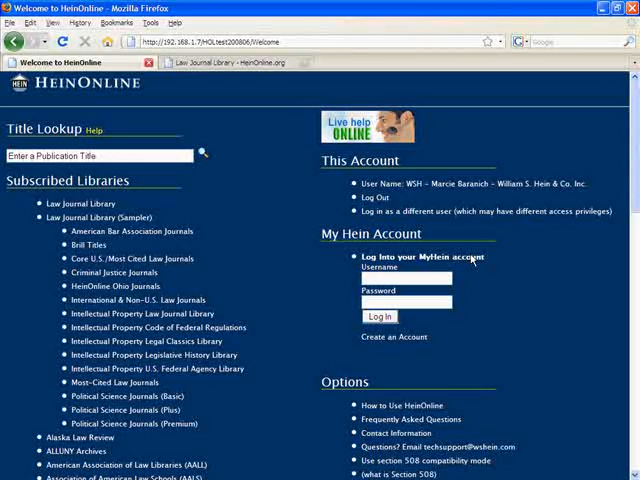 Welcome to HeinOnline - Mozilla Firefox
File Edit View History Bookmarks Tools Help
http://192.168.1.7/HOLtest200806/Welcome
Google
Welcome to HeinOnline
Law Journal Library - HeinOnline.org
HEIN HEINONLINE
Title Lookup Help
Enter a Publication Title
Subscribed Libraries
Law Journal Library
Law Journal Library (Sampler)
American Bar Association Journals
Brill Titles
Core U.S./Most Cited Law Journals
Criminal Justice Journals
HeinOnline Ohio Journals
International & Non-U.S. Law Journals
Intellectual Property Law Journal Library
Intellectual Property Code of Federal Regulations
Intellectual Property Legal Classics Library
Intellectual Property Legislative History Library
Intellectual Property U.S. Federal Agency Library
Most-Cited Law Journals
Political Science Journals (Basic)
Political Science Journals (Plus)
Political Science Journals (Premium)
Alaska Law Review
ALLUNY Archives
American Association of Law Libraries (AALL)
American Association of Law Schools (AALS)
Live help
ONLINE
This Account
User Name: WSH - Marcie Baranich - William S. Hein & Co. Inc.
Log Out
Log in as a different user (which may have different access privileges)
My Hein Account
Log Into your MyHein account
Username
Password
Log In
Create an Account
Options
How to Use HeinOnline
Frequently Asked Questions
Contact Information
Questions? Email techsupport@wshein.com
Use section 508 compatibility mode
(what is Section 508)